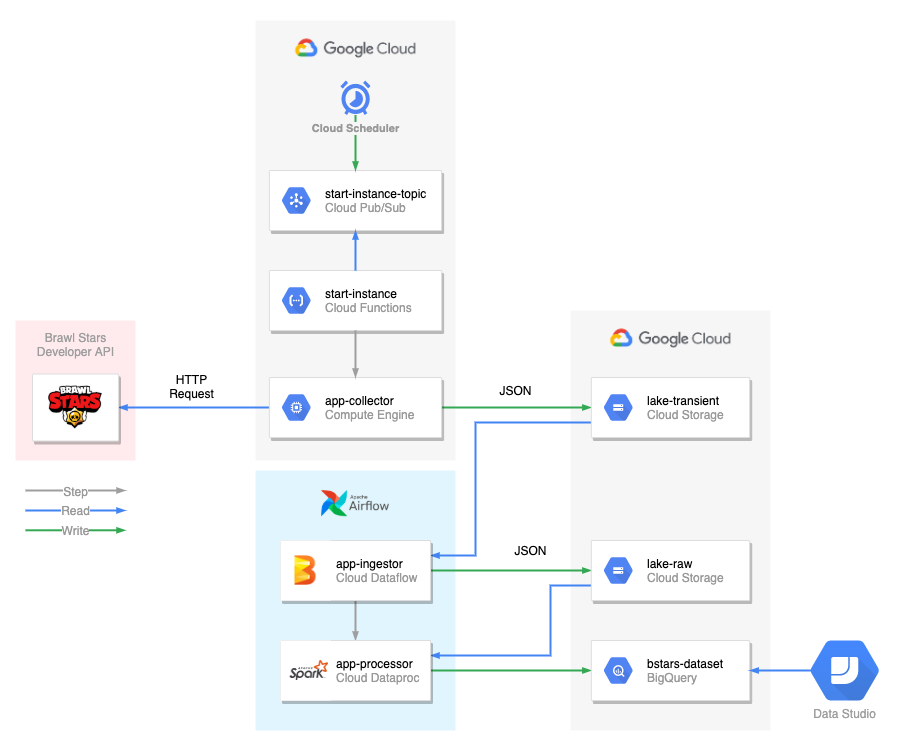 Google Cloud
Cloud Scheduler
start-instance-topic
Cloud Pub/Sub
start-instance
Cloud Functions
Brawl Stars
Developer API
BRAWL
STARS
HTTP
Request
app-collector
Compute Engine
JSON
Google Cloud
lake-transient
Cloud Storage
Step
Read
Write
Apache
Airflow
app-ingestor
Cloud Dataflow
JSON
lake-raw
Cloud Storage
APACHE
Spark
app-processor
Cloud Dataproc
bstars-dataset
BigQuery
Data Studio